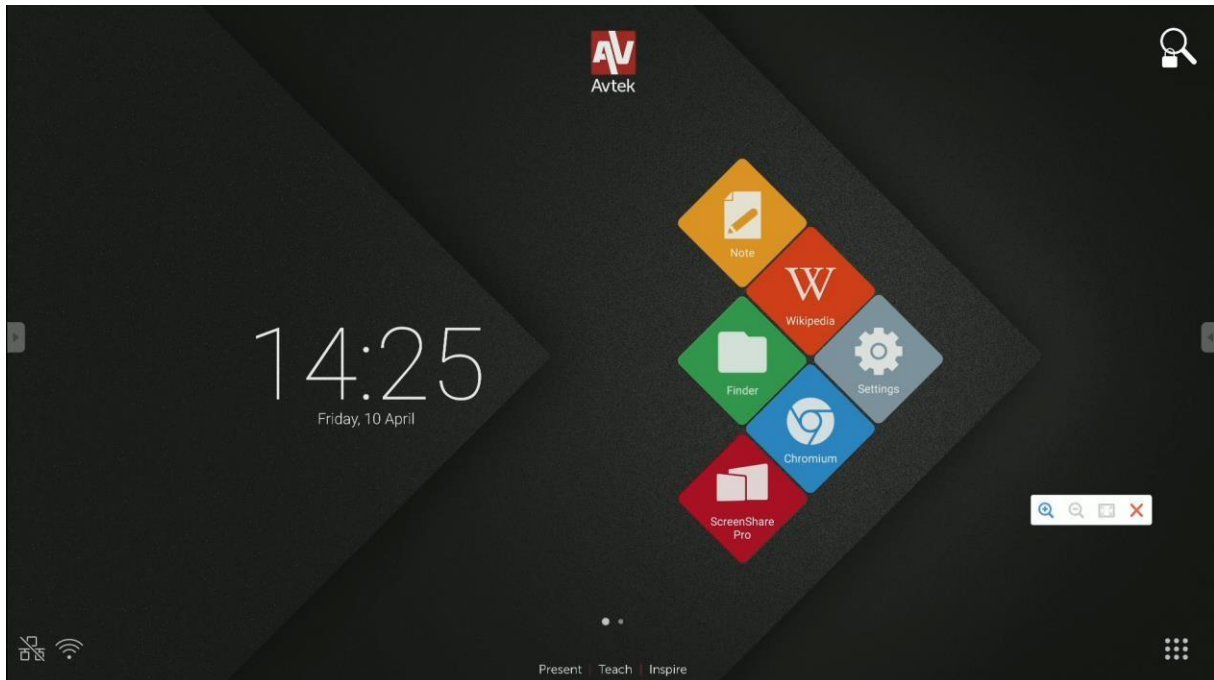 AV
Avtek
Note
W
Wikipedia
14:25
Friday, 10 April
Finder
Settings
Chromium
ScreenShare
Pro
Present | Teach | Inspire